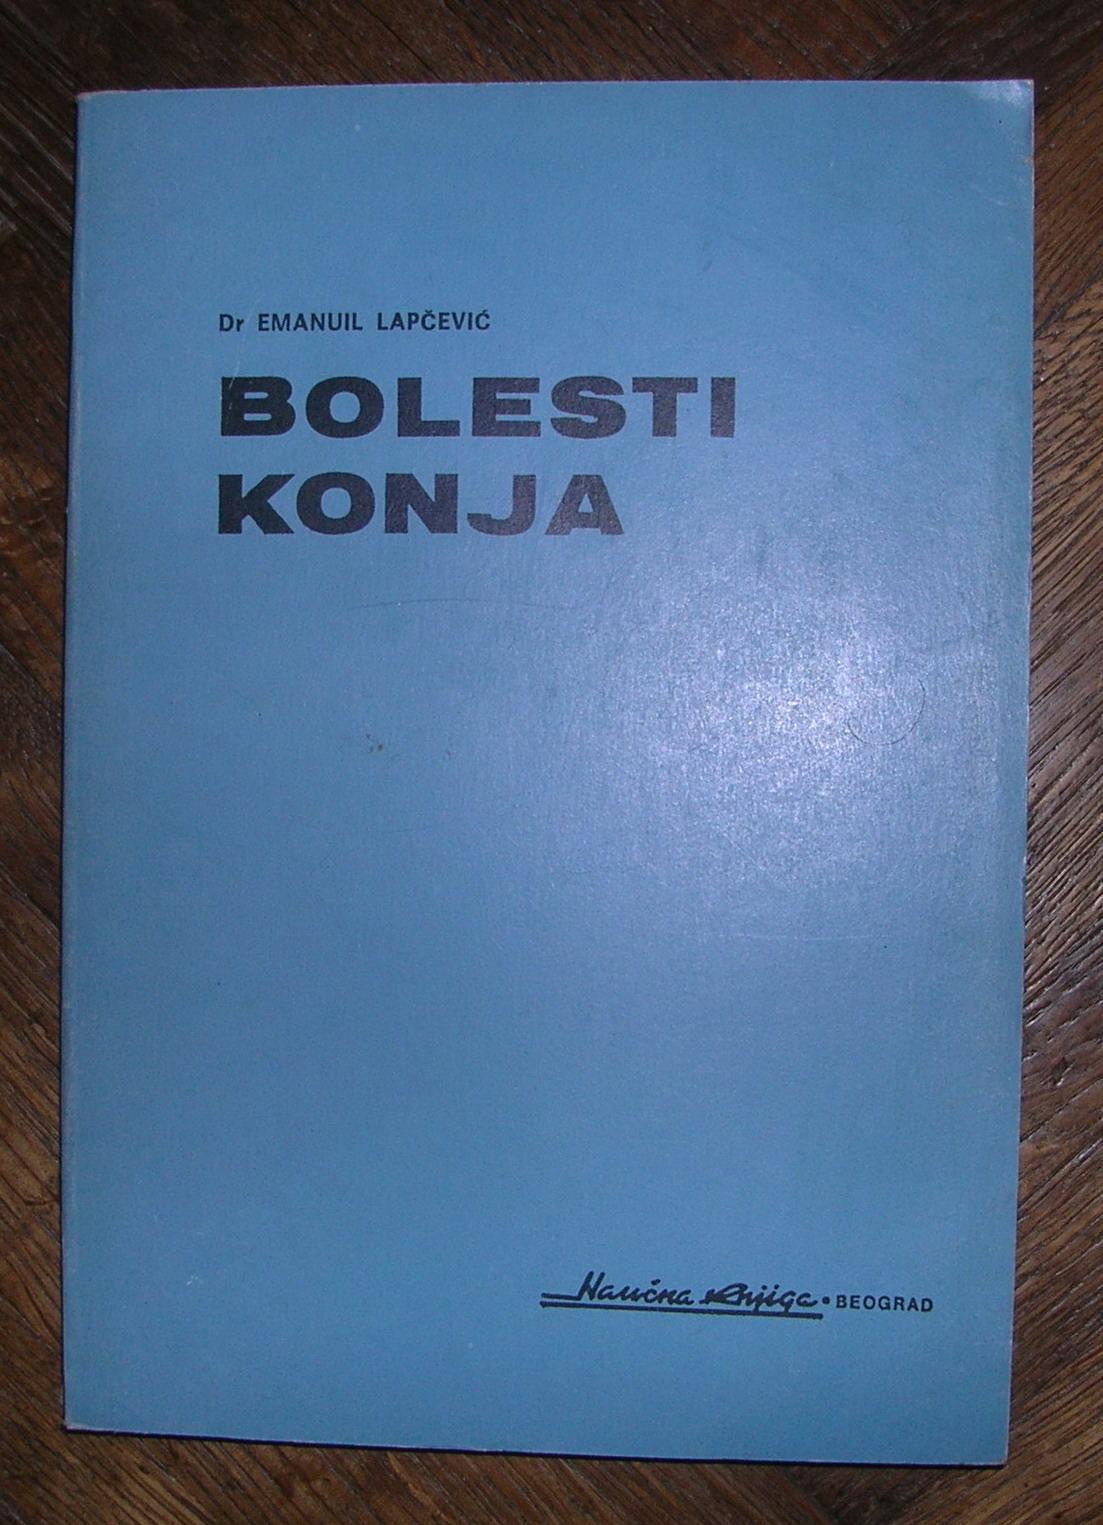 Dr EMANUIL LAPČEVIĆ
BOLESTI
KONJA
Naučna Knjiga • BEOGRAD